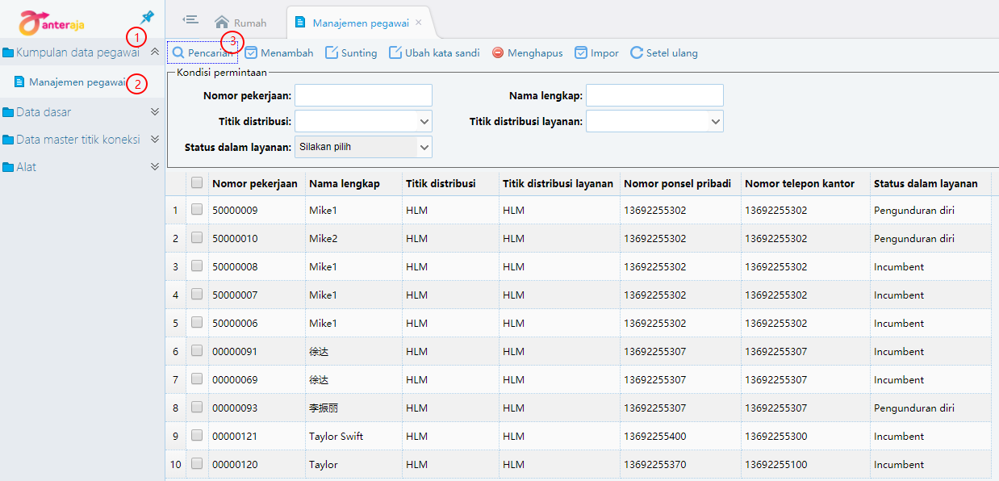 anteraja
1
Kumpulan data pegawai
Manajemen pegawai 2
Data dasar
Data master titik koneksi
Alat
Rumah Manajemen pegawai ×
3
Pencarian Menambah Sunting Ubah kata sandi Menghapus Impor Setel ulang
Kondisi permintaan
Nomor pekerjaan: Nama lengkap:
Titik distribusi: Titik distribusi layanan:
Status dalam layanan: Silakan pilih
Nomor pekerjaan Nama lengkap Titik distribusi Titik distribusi layanan Nomor ponsel pribadi Nomor telepon kantor Status dalam layanan
1 50000009 Mike1 HLM HLM 13692255302 13692255302 Pengunduran diri
2 50000010 Mike2 HLM HLM 13692255302 13692255302 Pengunduran diri
3 50000008 Mike1 HLM HLM 13692255302 13692255302 Incumbent
4 50000007 Mike1 HLM HLM 13692255302 13692255302 Incumbent
5 50000006 Mike1 HLM HLM 13692255302 13692255302 Incumbent
6 00000091 徐达 HLM HLM 13692255307 13692255307 Incumbent
7 00000069 徐达 HLM HLM 13692255307 13692255307 Incumbent
8 00000093 李振丽 HLM HLM 13692255307 13692255307 Pengunduran diri
9 00000121 Taylor Swift HLM HLM 13692255400 13692255300 Incumbent
10 00000120 Taylor HLM HLM 13692255370 13692255100 Incumbent